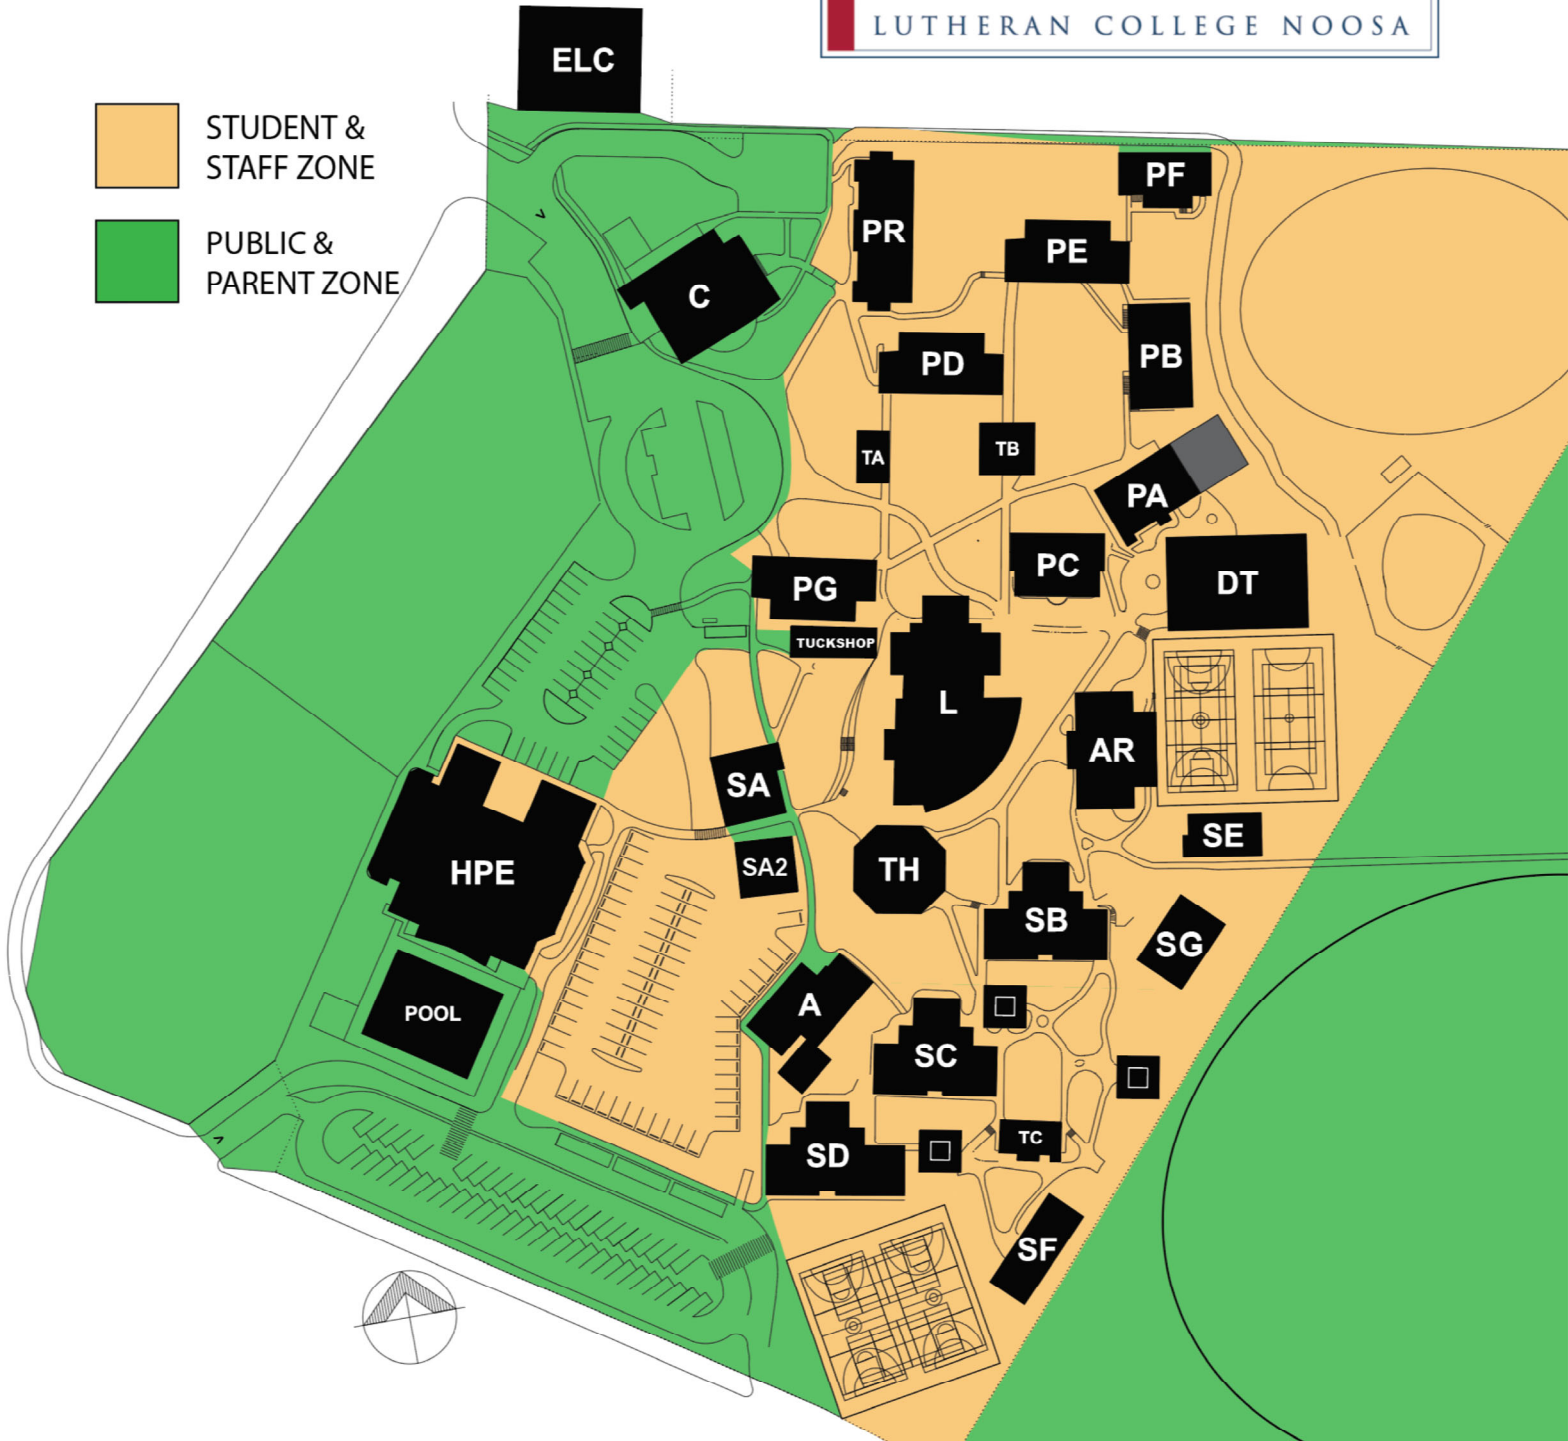 LUTHERAN COLLEGE NOOSA
ELC
STUDENT &
STAFF ZONE
PUBLIC &
PARENT ZONE
PR
PF
PE
C
PD
PB
TA
TB
PA
PG
PC
DT
TUCKSHOP
L
AR
SA
SE
SA2
TH
HPE
SB
SG
POOL
A
SC
SD
TC
SF